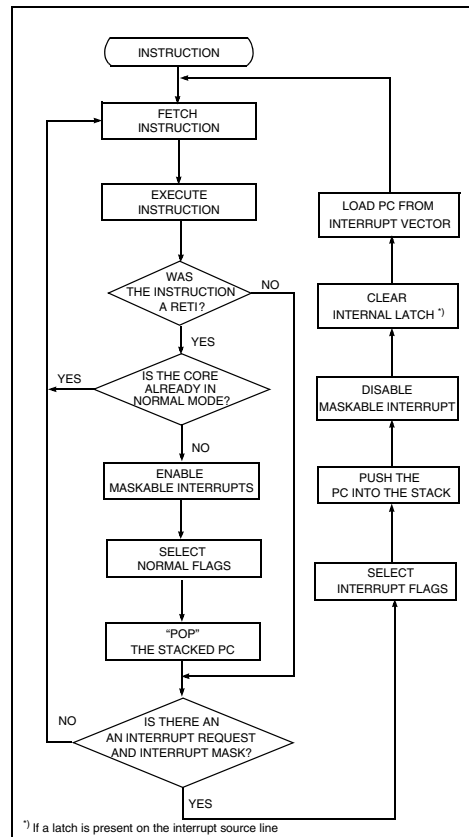 INSTRUCTION
FETCH
INSTRUCTION
EXECUTE
INSTRUCTION
WAS
THE INSTRUCTION
A RETI?
NO
YES
IS THE CORE
ALREADY IN
NORMAL MODE?
YES
NO
ENABLE
MASKABLE INTERRUPTS
SELECT
NORMAL FLAGS
“POP”
THE STACKED PC
IS THERE AN
AN INTERRUPT REQUEST
AND INTERRUPT MASK?
NO
YES
SELECT
INTERRUPT FLAGS
PUSH THE
PC INTO THE STACK
DISABLE
MASKABLE INTERRUPT
CLEAR
INTERNAL LATCH *)
LOAD PC FROM
INTERRUPT VECTOR
*) If a latch is present on the interrupt source line